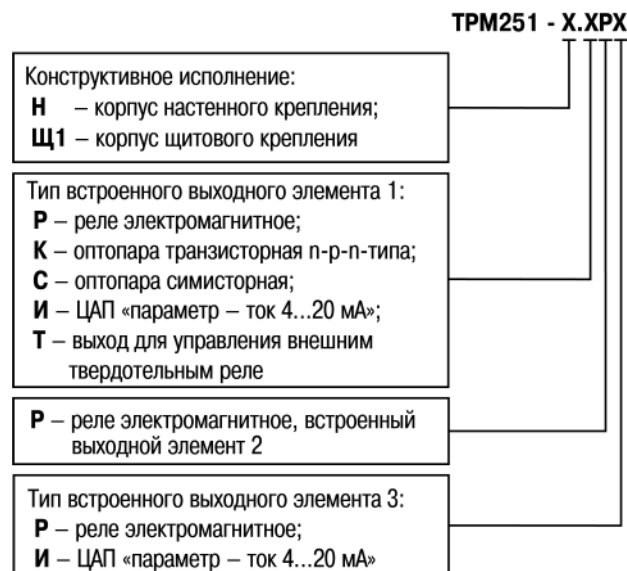 ТРМ251 - Х.ХРХ
Конструктивное исполнение:
Н – корпус настенного крепления;
Щ1 – корпус щитового крепления
Тип встроенного выходного элемента 1:
Р – реле электромагнитное;
К – оптопара транзисторная n-p-n-типа;
С – оптопара симисторная;
И – ЦАП «параметр – ток 4...20 мА»;
Т – выход для управления внешним
твердотельным реле
Р – реле электромагнитное, встроенный
выходной элемент 2
Тип встроенного выходного элемента 3:
Р – реле электромагнитное;
И – ЦАП «параметр – ток 4...20 мА»